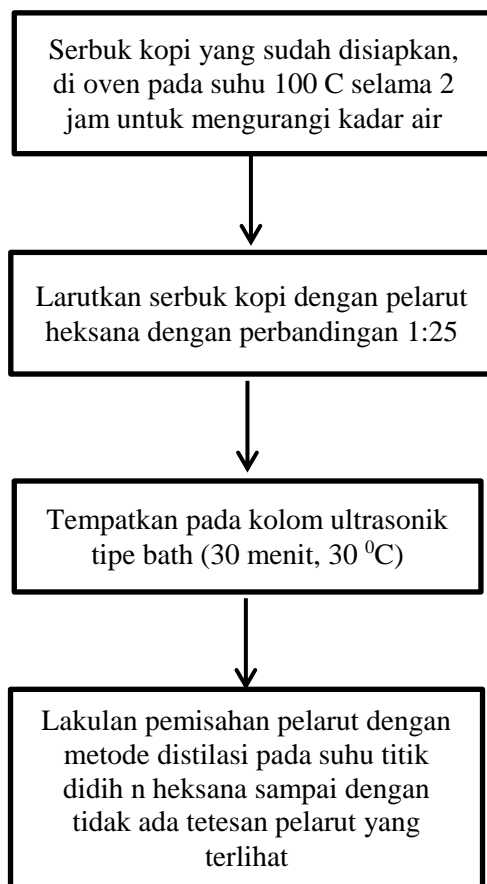 Serbuk kopi yang sudah disiapkan,
di oven pada suhu 100 C selama 2
jam untuk mengurangi kadar air
Larutkan serbuk kopi dengan pelarut
heksana dengan perbandingan 1:25
Tempatkan pada kolom ultrasonik
tipe bath (30 menit, 30 ⁰C)
Lakulan pemisahan pelarut dengan
metode distilasi pada suhu titik
didih n heksana sampai dengan
tidak ada tetesan pelarut yang
terlihat